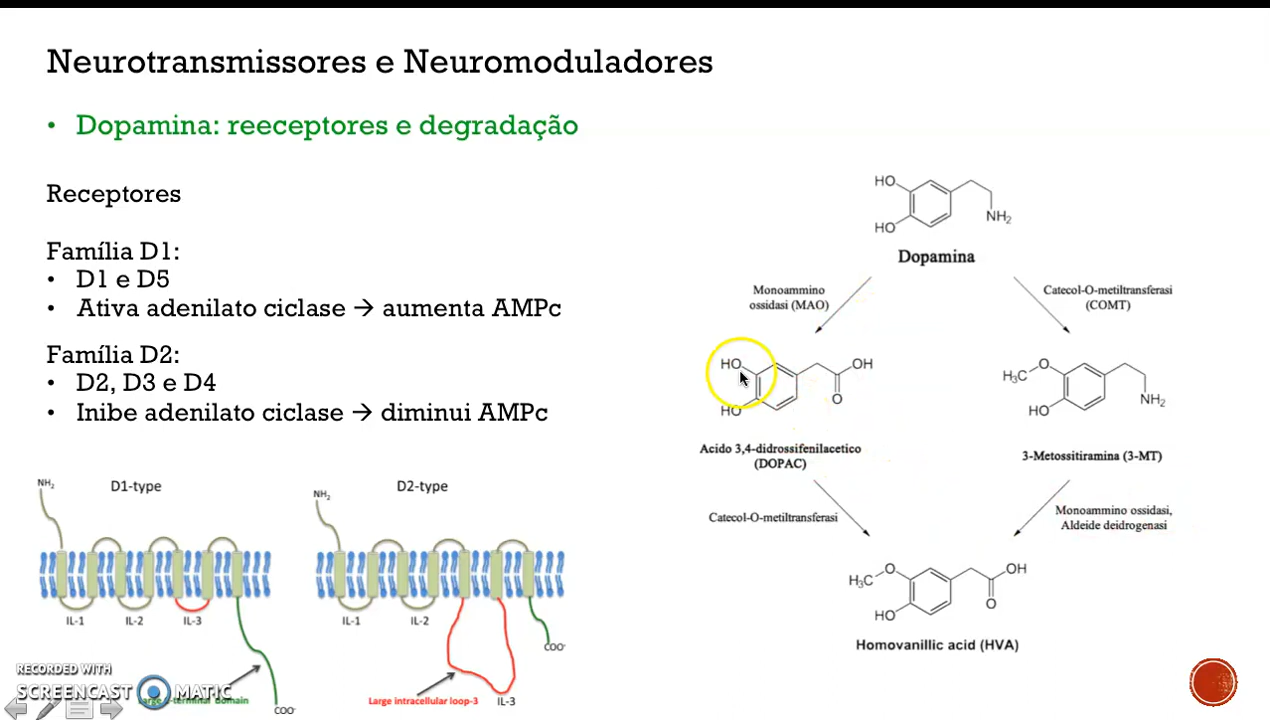 Neurotransmissores e Neuromoduladores
• Dopamina: reeceptores e degradação
Receptores
Família D1:
• D1 e D5
• Ativa adenilato ciclase → aumenta AMPc
Família D2:
• D2, D3 e D4
• Inibe adenilato ciclase → diminui AMPc
NH2
D1-type
IL-1
IL-2
IL-3
COO-
NH2
D2-type
IL-1
IL-2
COO-
Large intracellular loop-3
IL-3
HO
HO
NH2
Dopamina
Monoammino
ossidasi (MAO)
Catecol-O-metiltransferasi
(COMT)
HO
HO
OH
O
Acido 3,4-didrossifenilacetico
(DOPAC)
H3C
O
HO
NH2
3-Metossitiramina (3-MT)
Catecol-O-metiltransferasi
Monoammino ossidasi,
Aldeide deidrogenasi
H3C
O
HO
OH
O
Homovanillic acid (HVA)
RECORDED WITH
SCREENCAST MATIC
-terminal domain